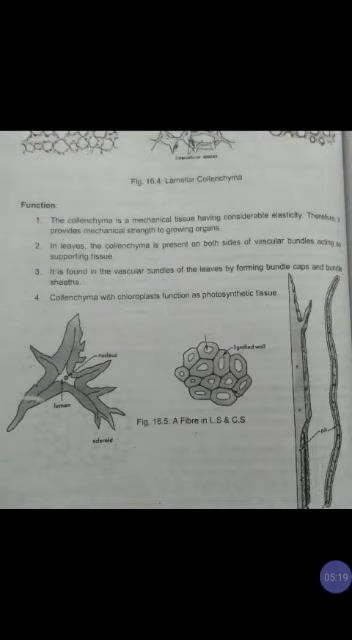 Fig. 16.4: Lamellar Collenchyma
Function:
1. The collenchyma is a mechanical tissue having considerable elasticity. Therefore, it
provides mechanical strength to growing organs.
2. In leaves, the collenchyma is present on both sides of vascular bundles acting as
supporting tissue.
3. It is found in the vascular bundles of the leaves by forming bundle caps and bundle
sheaths.
4. Collenchyma with chloroplasts function as photosynthetic tissue.
nucleus
Lignified wall
lumen
Fig. 16.5: A Fibre in L.S & C.S
pit
sclereid
05:19